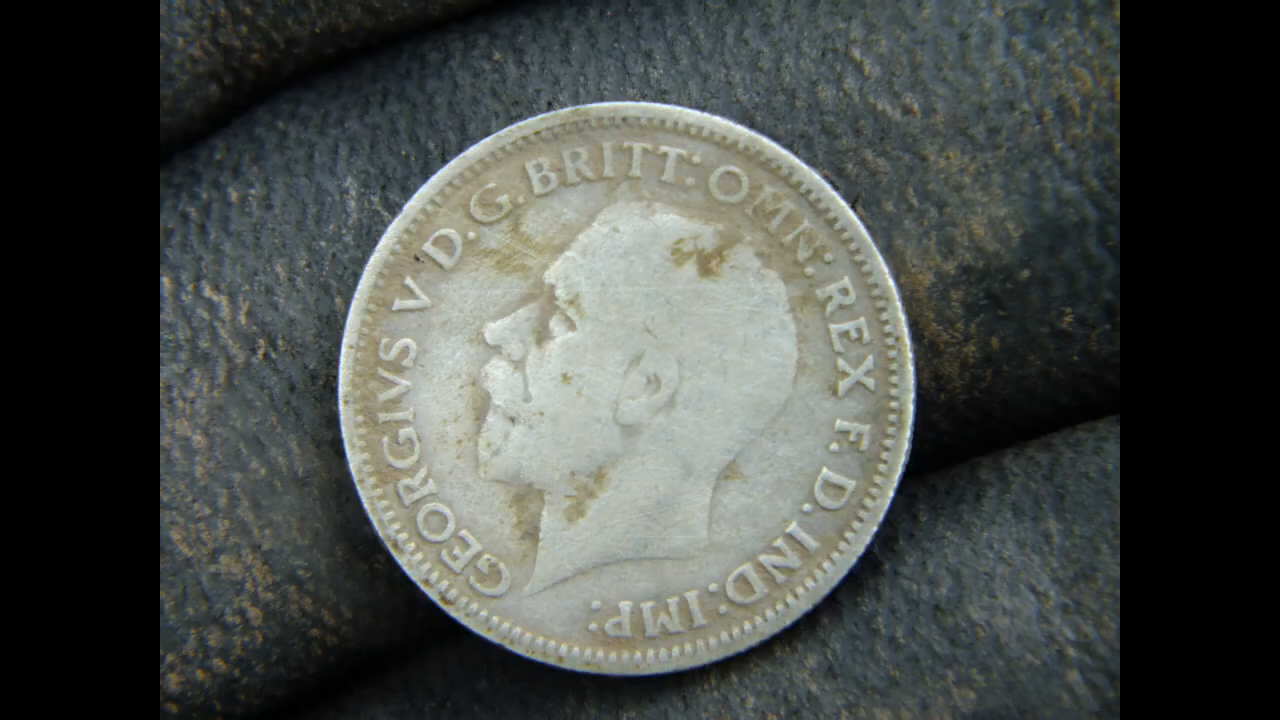 GEORGIVS V D.G. BRITT: OMN: REX F. D. IND: IMP: